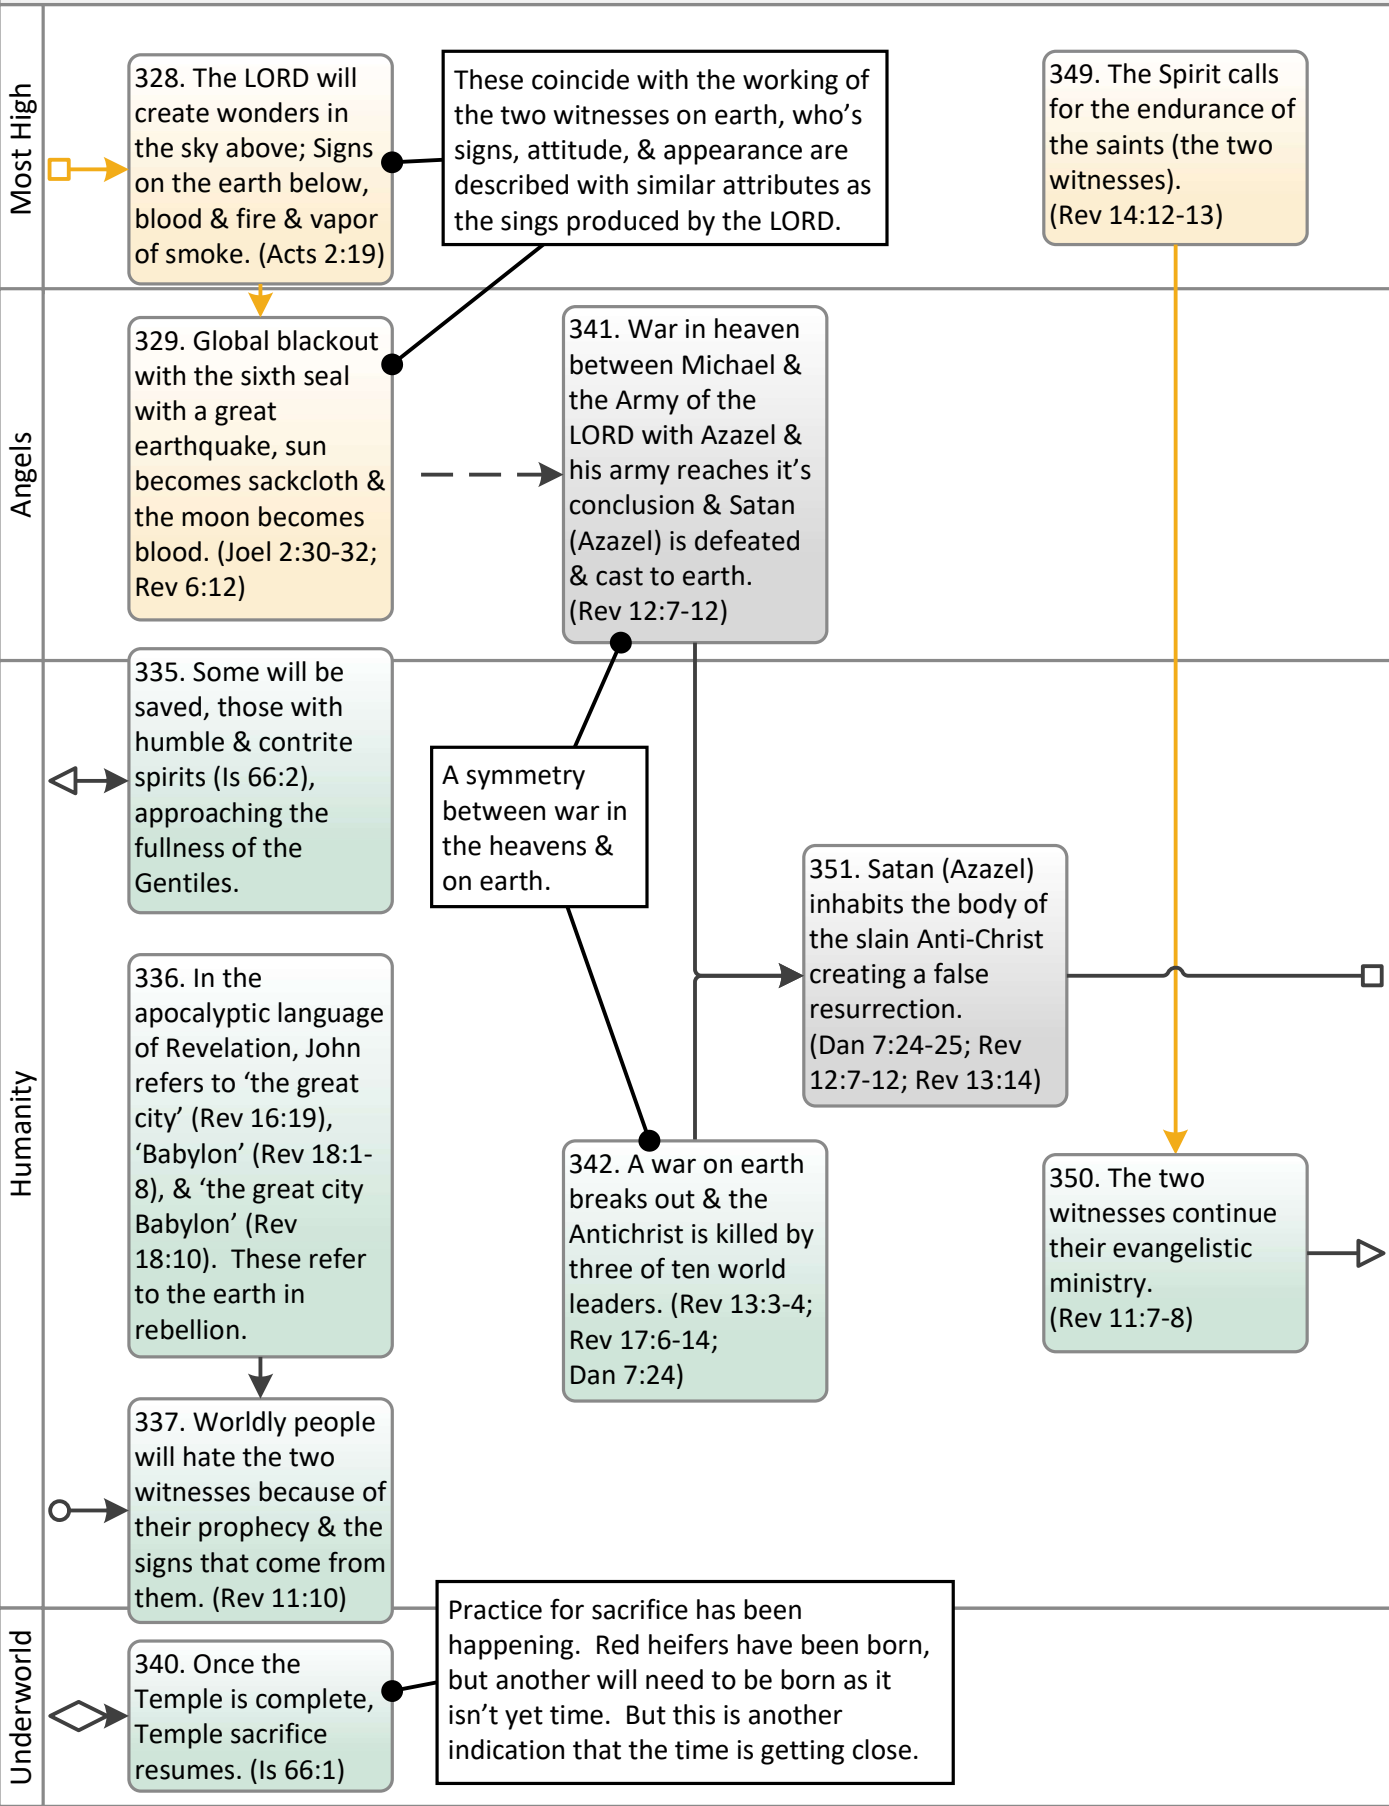 Most High
328. The LORD will
create wonders in
the sky above; Signs
on the earth below,
blood & fire & vapor
of smoke. (Acts 2:19)
These coincide with the working of
the two witnesses on earth, who's
signs, attitude, & appearance are
described with similar attributes as
the sings produced by the LORD.
349. The Spirit calls
for the endurance of
the saints (the two
witnesses).
(Rev 14:12-13)
Angels
329. Global blackout
with the sixth seal
with a great
earthquake, sun
becomes sackcloth &
the moon becomes
blood. (Joel 2:30-32;
Rev 6:12)
341. War in heaven
between Michael &
the Army of the
LORD with Azazel &
his army reaches it's
conclusion & Satan
(Azazel) is defeated
& cast to earth.
(Rev 12:7-12)
Humanity
335. Some will be
saved, those with
humble & contrite
spirits (Is 66:2),
approaching the
fullness of the
Gentiles.
A symmetry
between war in
the heavens &
on earth.
351. Satan (Azazel)
inhabits the body of
the slain Anti-Christ
creating a false
resurrection.
(Dan 7:24-25; Rev
12:7-12; Rev 13:14)
336. In the
apocalyptic language
of Revelation, John
refers to ‘the great
city’ (Rev 16:19),
‘Babylon’ (Rev 18:1-
8), & ‘the great city
Babylon’ (Rev
18:10).  These refer
to the earth in
rebellion.
342. A war on earth
breaks out & the
Antichrist is killed by
three of ten world
leaders. (Rev 13:3-4;
Rev 17:6-14;
Dan 7:24)
350. The two
witnesses continue
their evangelistic
ministry.
(Rev 11:7-8)
337. Worldly people
will hate the two
witnesses because of
their prophecy & the
signs that come from
them. (Rev 11:10)
Underworld
340. Once the
Temple is complete,
Temple sacrifice
resumes. (Is 66:1)
Practice for sacrifice has been
happening.  Red heifers have been born,
but another will need to be born as it
isn't yet time.  But this is another
indication that the time is getting close.